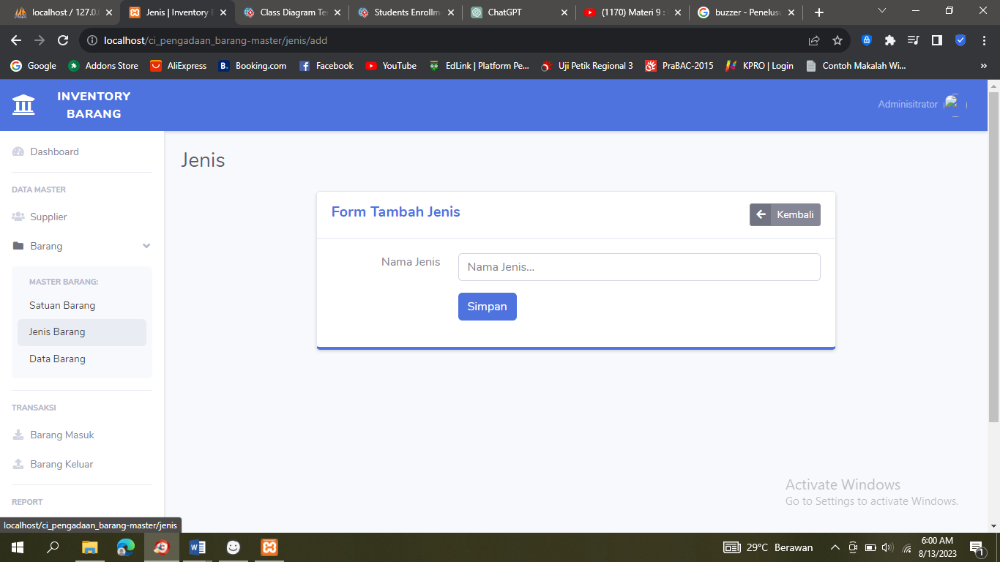 localhost / 127.0.
Jenis | Inventory B
Class Diagram Te
Students Enrollm
ChatGPT
(1170) Materi 9 :
buzzer - Penelusu
localhost/ci_pengadaan_barang-master/jenis/add
Google
Addons Store
AliExpress
B.
Booking.com
Facebook
YouTube
EdLink | Platform Pe...
Uji Petik Regional 3
PraBAC-2015
KPRO | Login
Contoh Makalah Wi...
»
INVENTORY
BARANG
Adminisitrator
Dashboard
DATA MASTER
Supplier
Barang
MASTER BARANG:
Satuan Barang
Jenis Barang
Data Barang
TRANSAKSI
Barang Masuk
Barang Keluar
REPORT
Jenis
Form Tambah Jenis
Kembali
Nama Jenis
Nama Jenis...
Simpan
Activate Windows
Go to Settings to activate Windows.
localhost/ci_pengadaan_barang-master/jenis
29°C Berawan
6:00 AM
8/13/2023
1